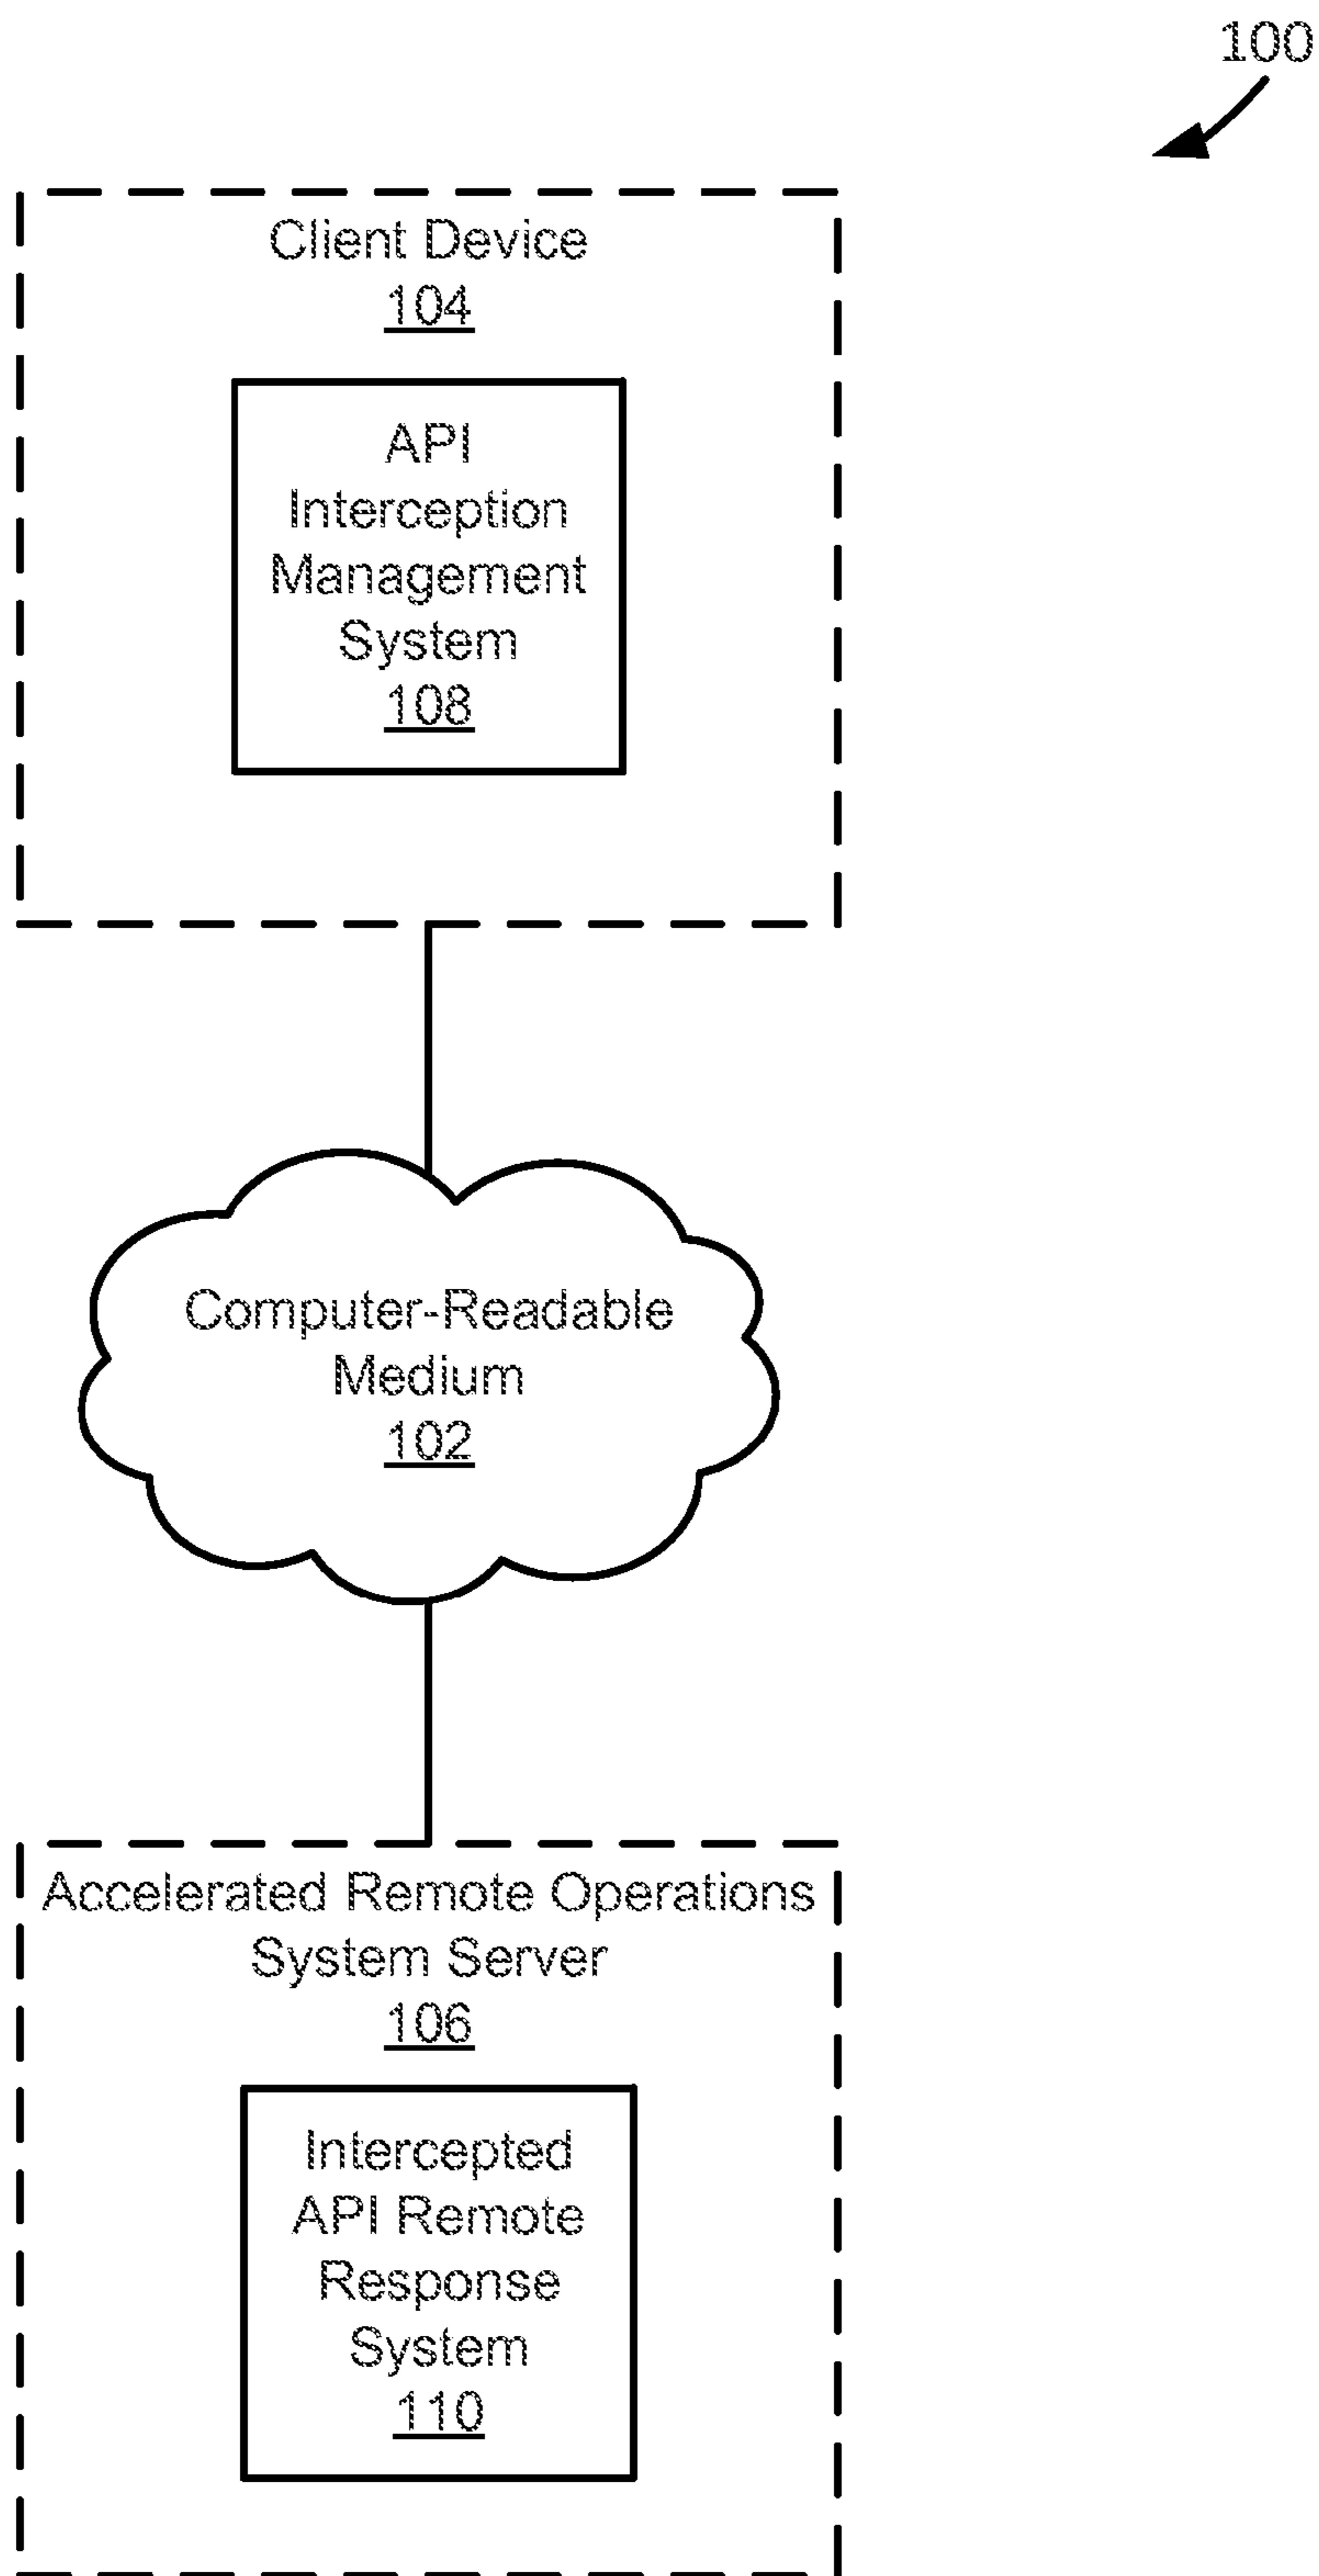 100
Client Device
104
API
Interception
Management
System
108
Computer-Readable
Medium
102
Accelerated Remote Operations
System Server
106
Intercepted
API Remote
Response
System
110